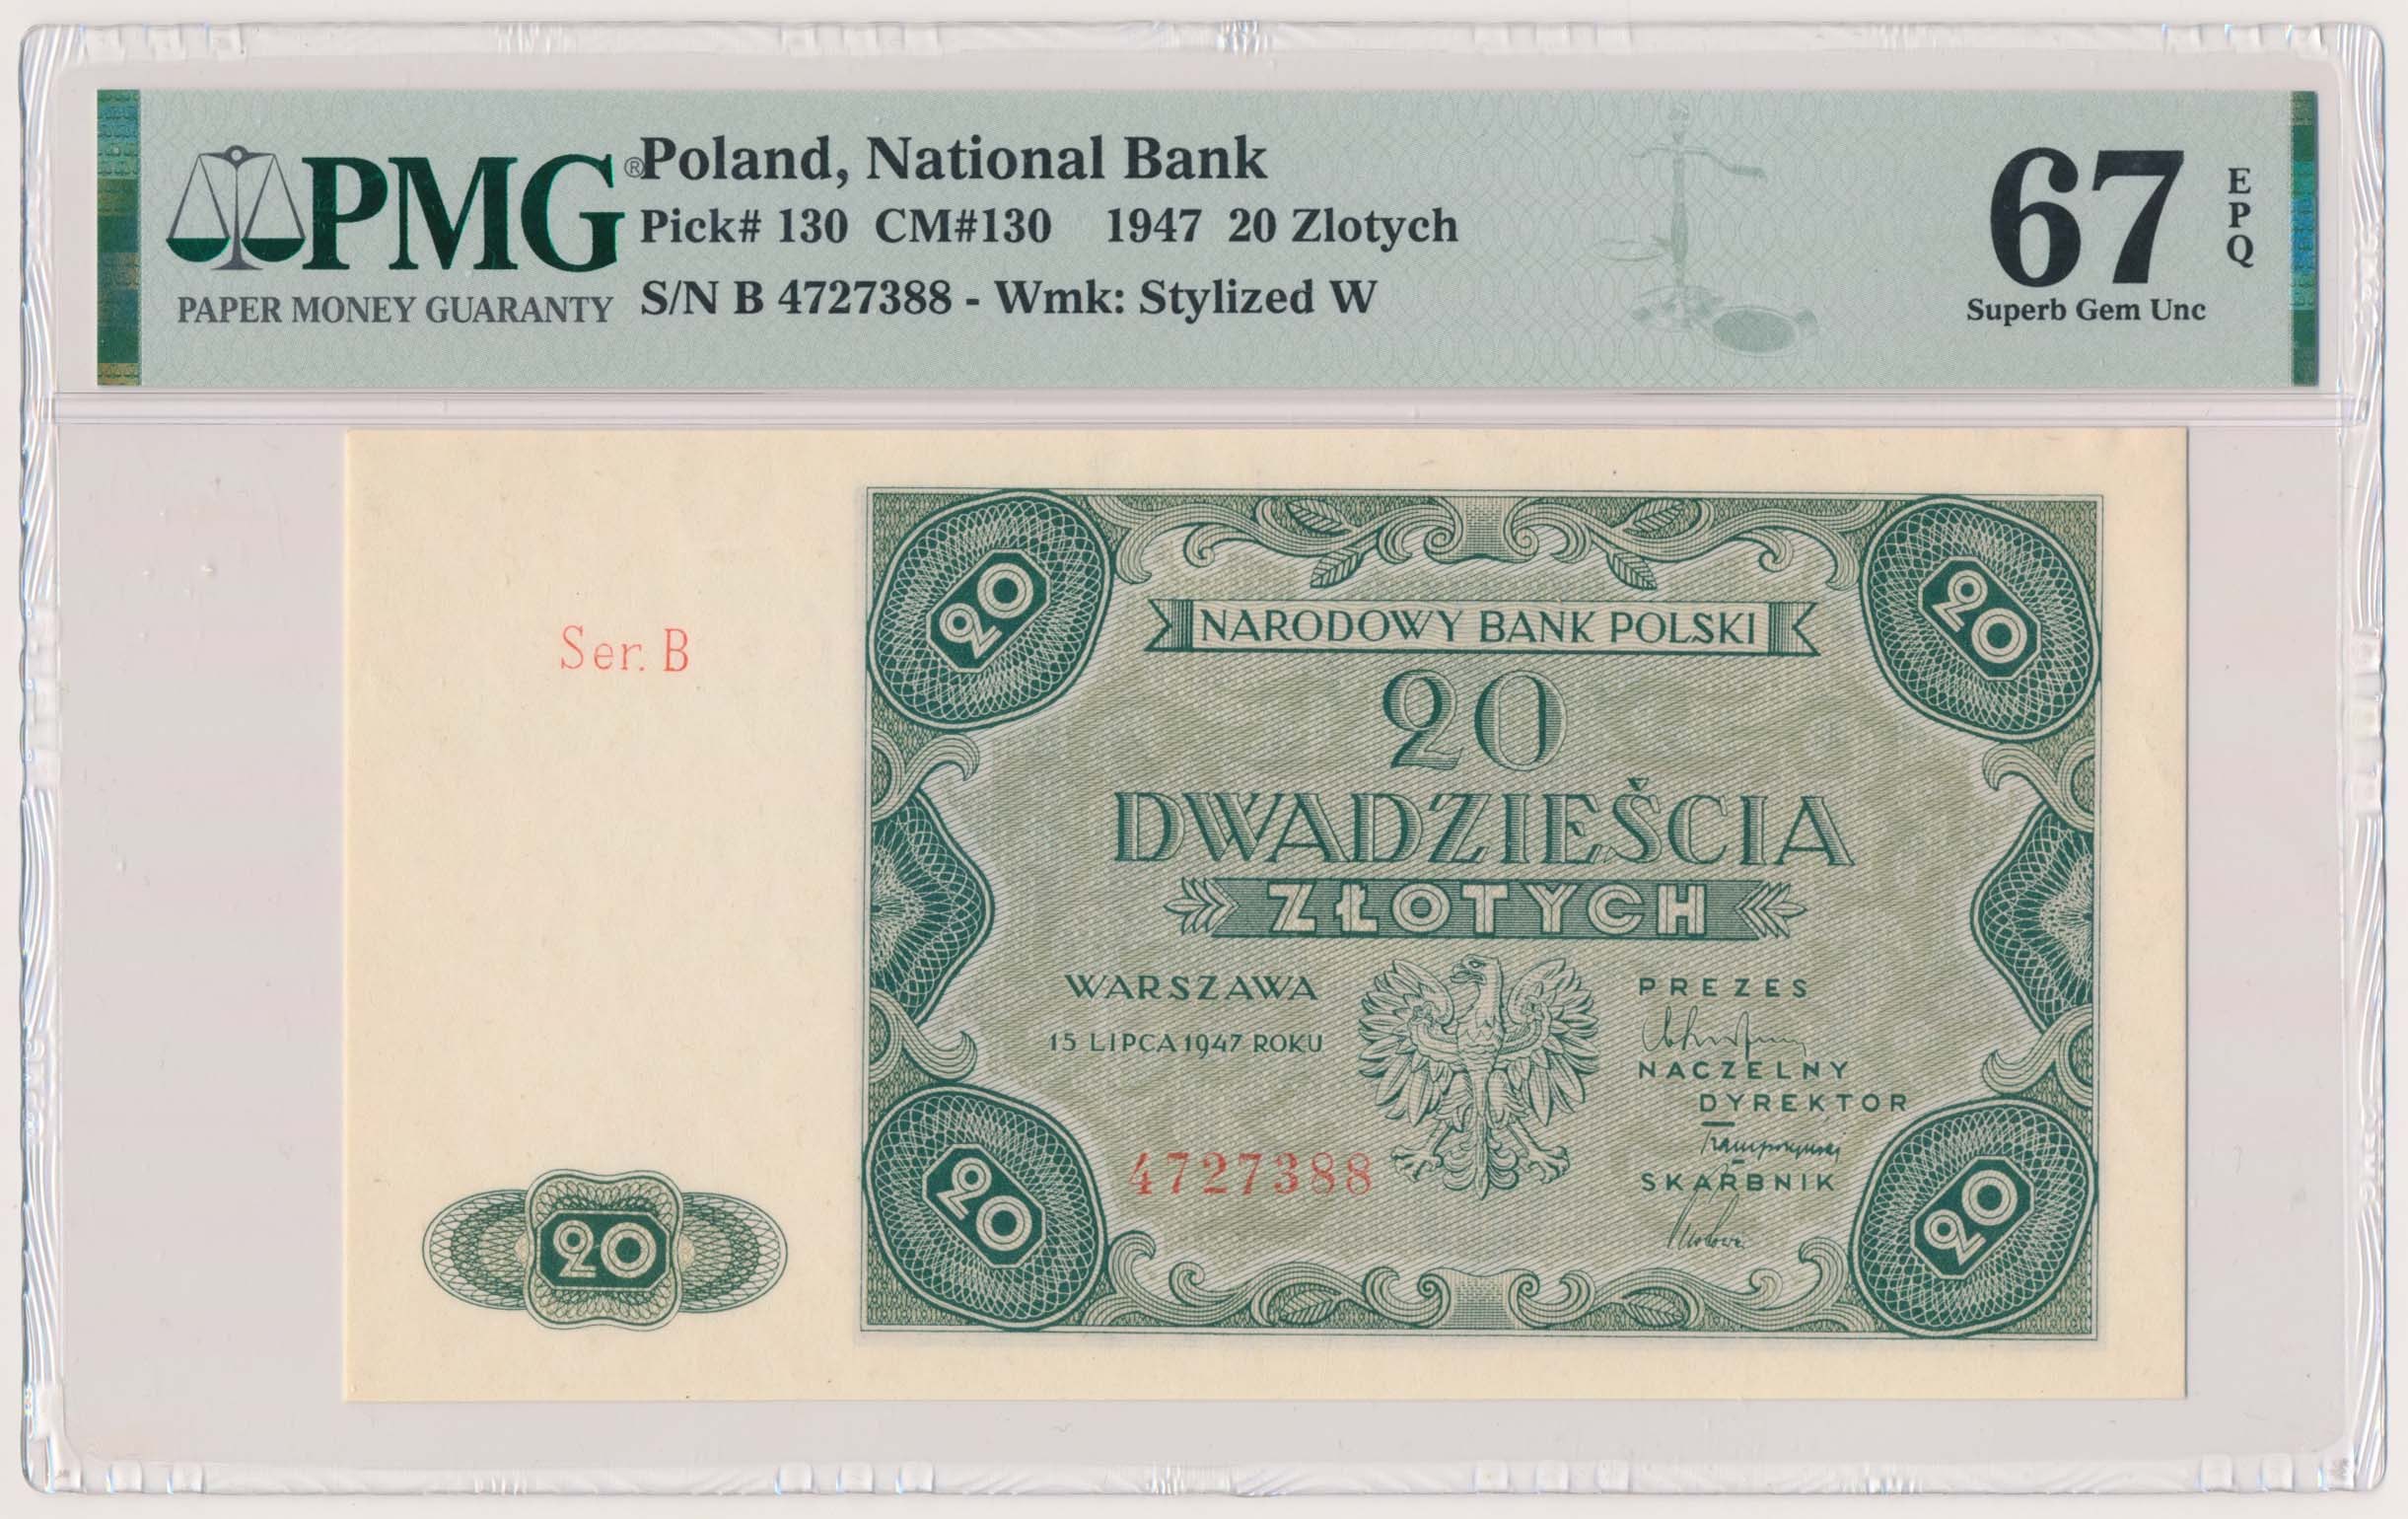 PMG®
PAPER MONEY GUARANTY
Poland, National Bank
Pick# 130 CM#130 1947 20 Zlotych
S/N B 4727388 - Wmk: Stylized W
67
EPQ
Superb Gem Unc
Ser. B
20
20
NARODOWY BANK POLSKI
20
DWADZIEŚCIA
ZŁOTYCH
WARSZAWA
15 LIPCA 1947 ROKU
PREZES
NACZELNY
DYREKTOR
SKARBNIK
4727388
20
20
20